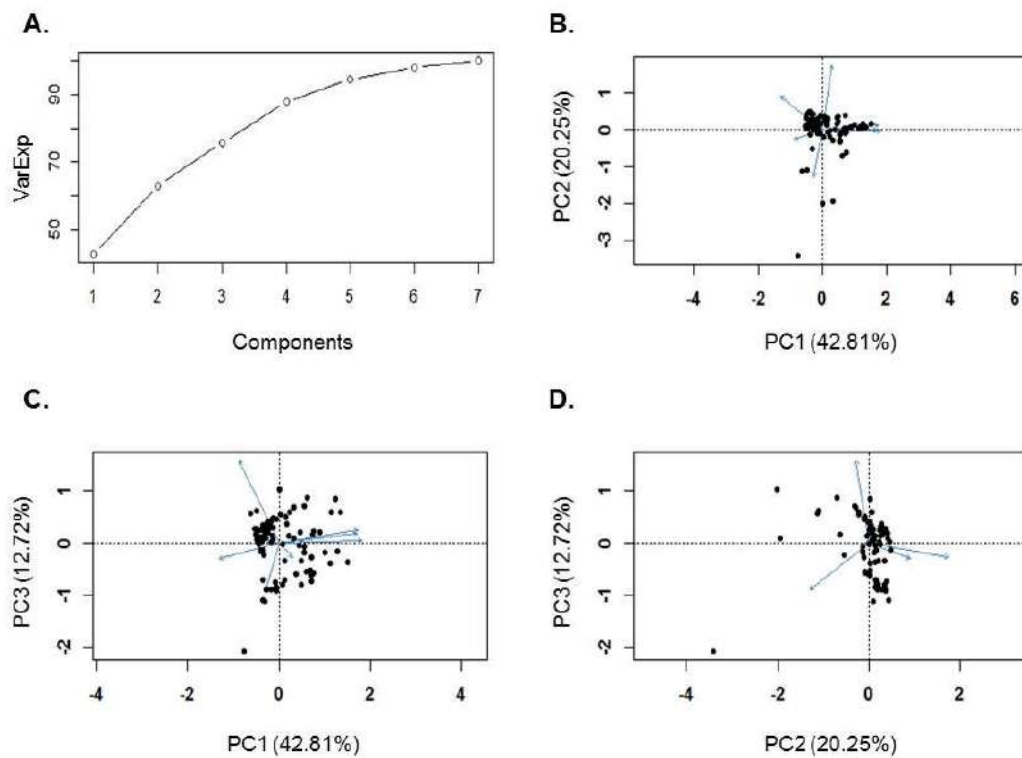 A.
VarExp
90
70
50
1 2 3 4 5 6 7
Components
B.
PC2 (20.25%)
1
0
-1
-2
-3
-4 -2 0 2 4 6
PC1 (42.81%)
C.
PC3 (12.72%)
1
0
-1
-2
-4 -2 0 2 4
PC1 (42.81%)
D.
PC3 (12.72%)
1
0
-1
-2
-4 -2 0 2
PC2 (20.25%)